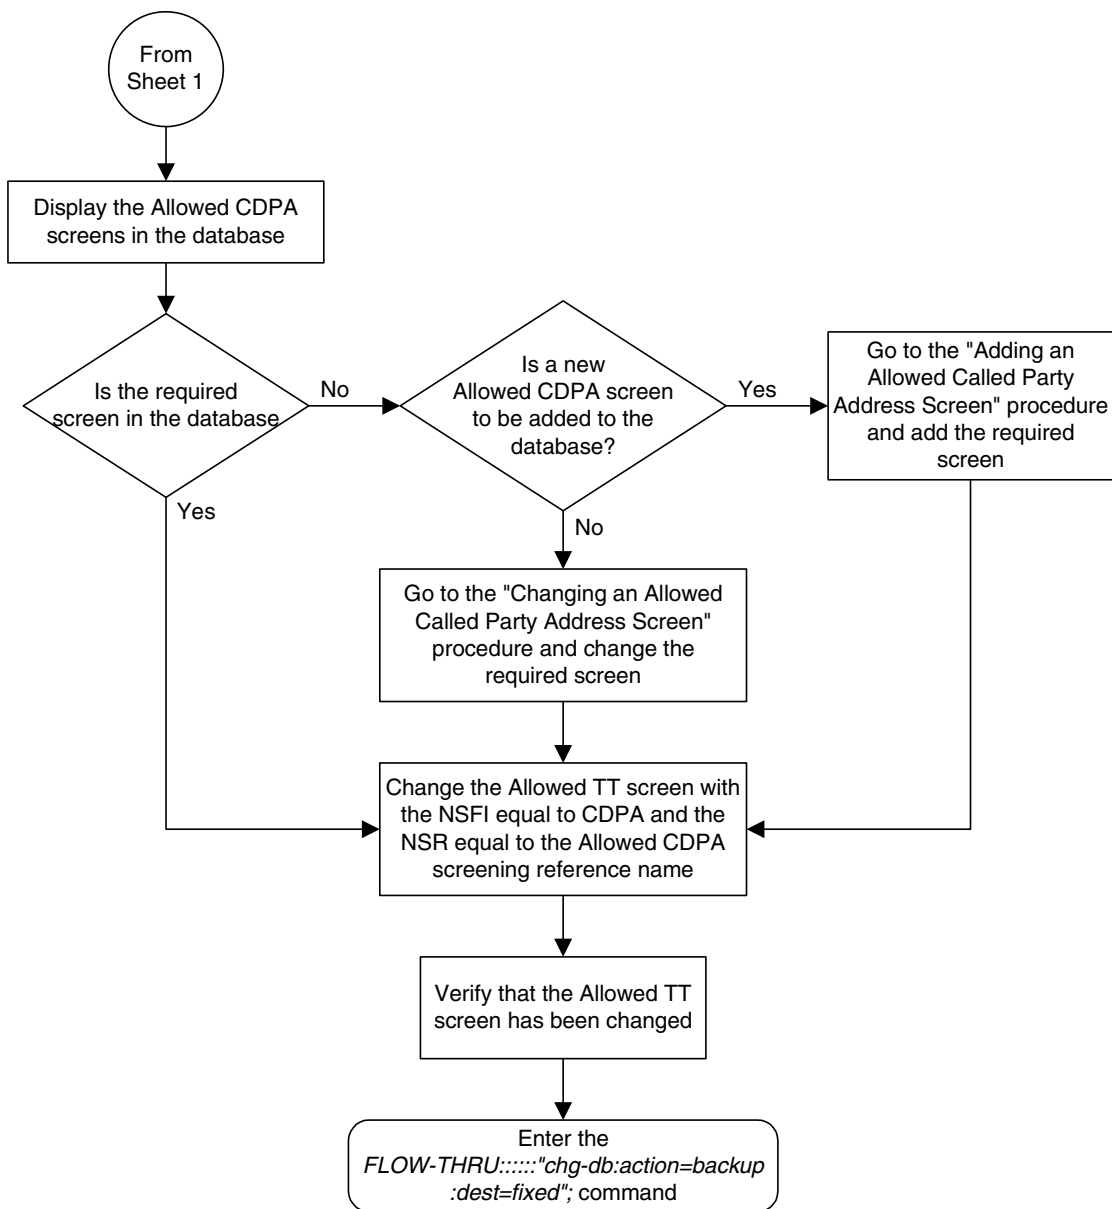 From
Sheet 1
Display the Allowed CDPA
screens in the database
Is the required
screen in the database
No
Yes
Is a new
Allowed CDPA screen
to be added to the
database?
Yes
No
Go to the "Adding an
Allowed Called Party
Address Screen" procedure
and add the required
screen
Go to the "Changing an Allowed
Called Party Address Screen"
procedure and change the
required screen
Change the Allowed TT screen with
the NSFI equal to CDPA and the
NSR equal to the Allowed CDPA
screening reference name
Verify that the Allowed TT
screen has been changed
Enter the
FLOW-THRU::::::"chg-db:action=backup
:dest=fixed"; command